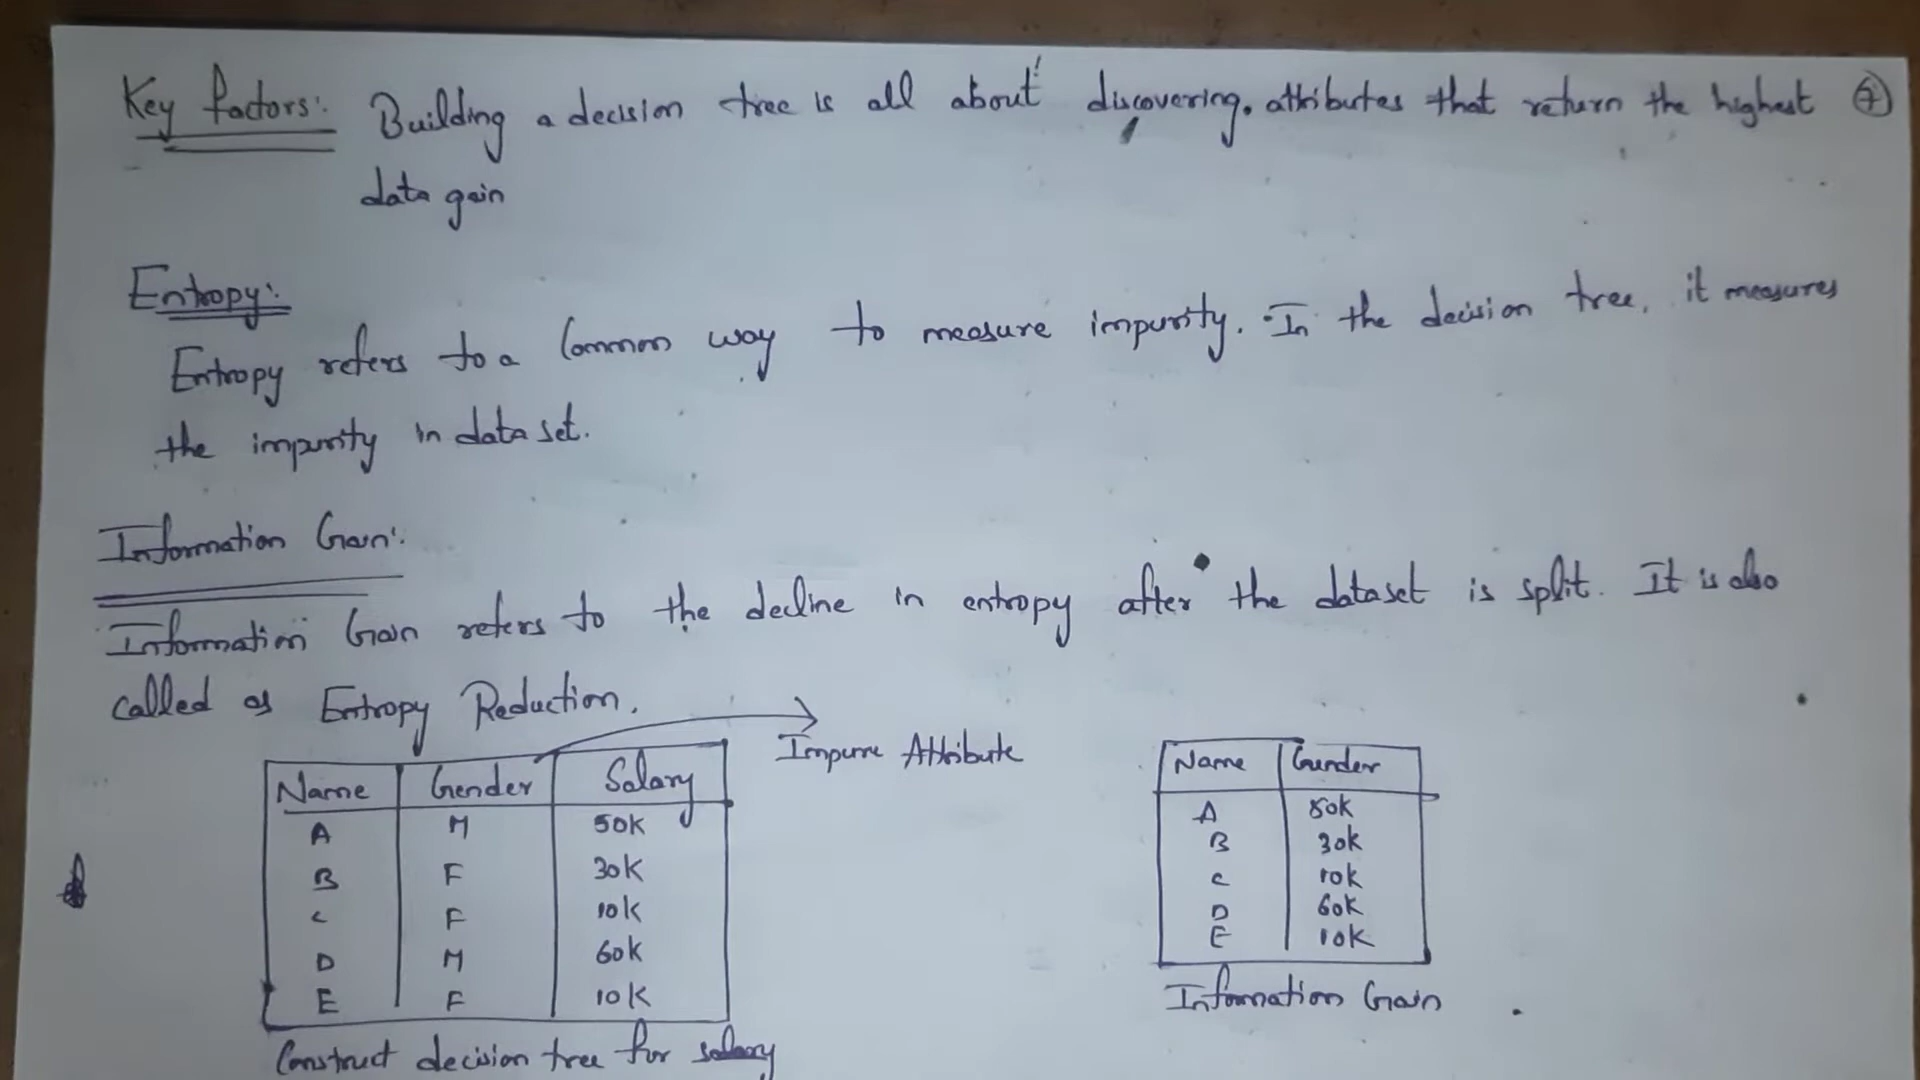 Key factors: Building a decision tree is all about discovering. attributes that return the highest 7
data gain
Entropy:
Entropy refers to a Common way to measure impurity. In the decision tree, it measures
the impurity in data set.
Information Gain:
Information Gain refers to the decline in entropy after the dataset is split. It is also
called as Entropy Reduction.
Impure Attribute
Name Gender Salary
A M 50K
B F 30K
C F 10K
D M 60K
E F 10K
Construct decision tree for salary
Name Gender
A 50K
B 30K
C 10K
D 60K
E 10K
Information Gain